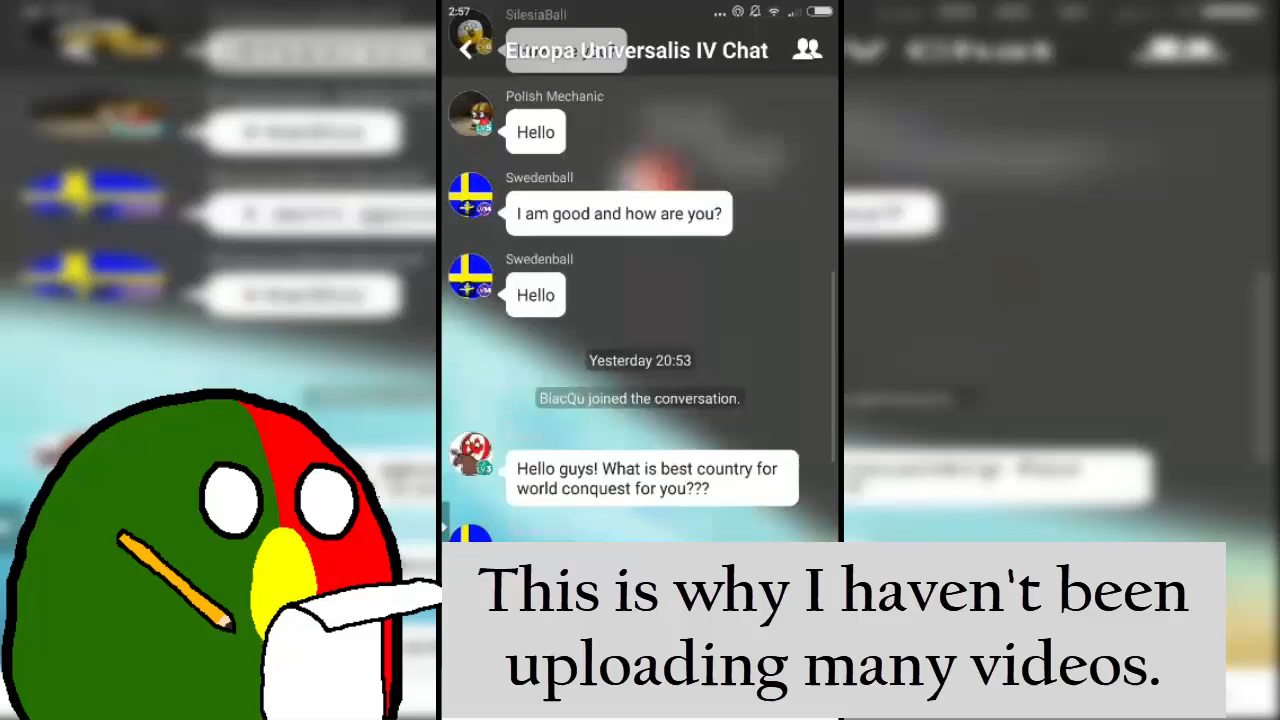 2:57
SilesiaBall
Europa Universalis IV Chat
Polish Mechanic
Hello
Swedenball
I am good and how are you?
Swedenball
Hello
Yesterday 20:53
BlacQu joined the conversation.
Hello guys! What is best country for
world conquest for you???
This is why I haven't been
uploading many videos.